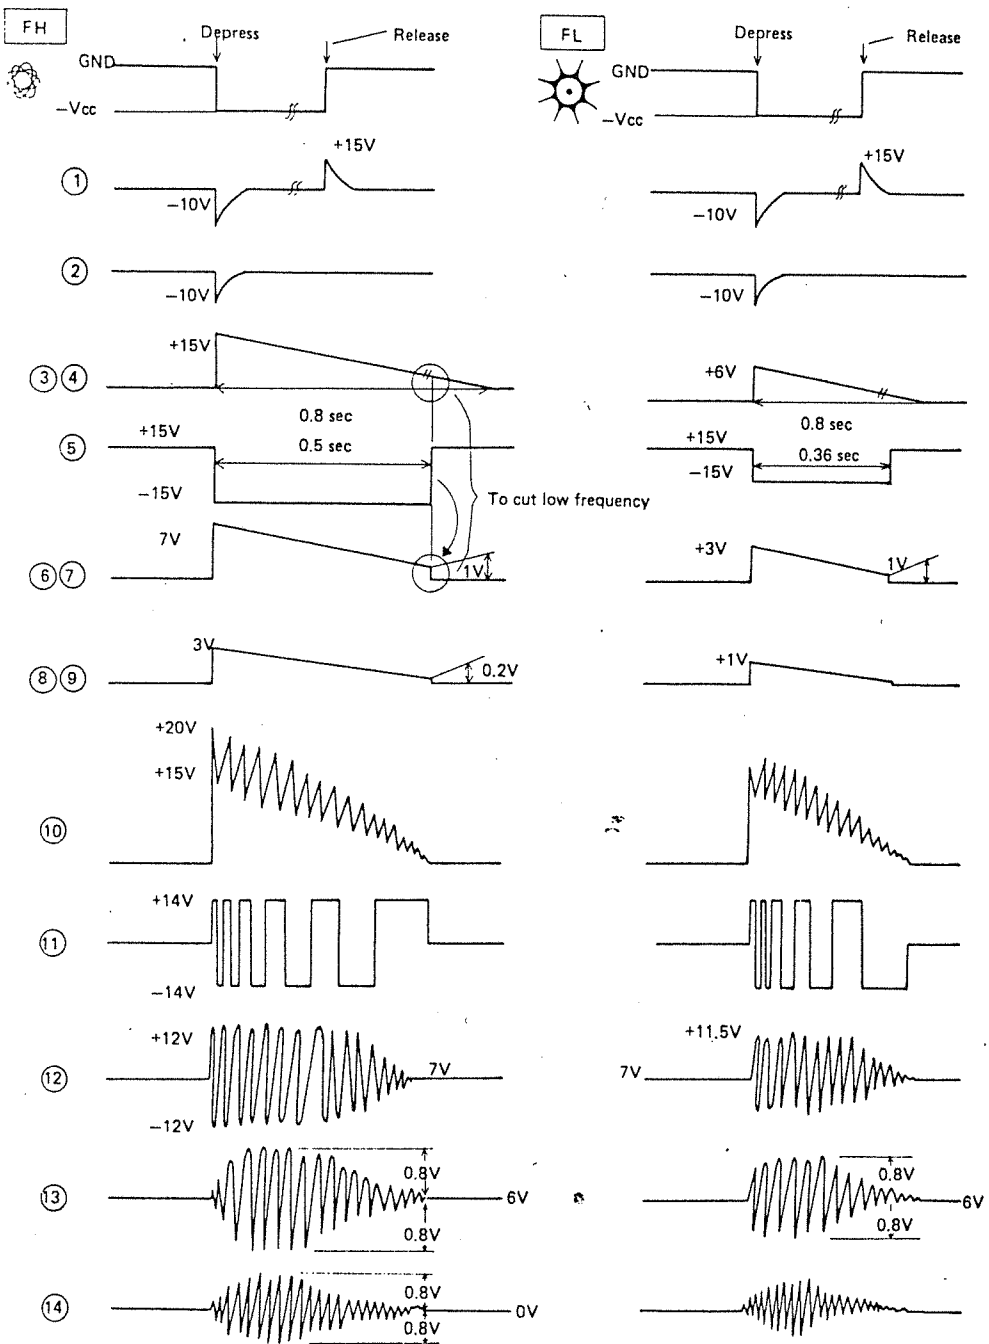 FH
Depress
Release
GND
−Vcc
FL
Depress
Release
GND
−Vcc
①
−10V
+15V
−10V
+15V
②
−10V
−10V
③④
+15V
0.8 sec
+6V
0.8 sec
⑤
+15V
−15V
0.5 sec
To cut low frequency
+15V
−15V
0.36 sec
⑥⑦
7V
1V
+3V
1V
⑧⑨
3V
0.2V
+1V
⑩
+20V
+15V
⑪
+14V
−14V
⑫
+12V
−12V
7V
+11.5V
7V
⑬
0.8V
0.8V
6V
0.8V
0.8V
6V
⑭
0.8V
0.8V
0V